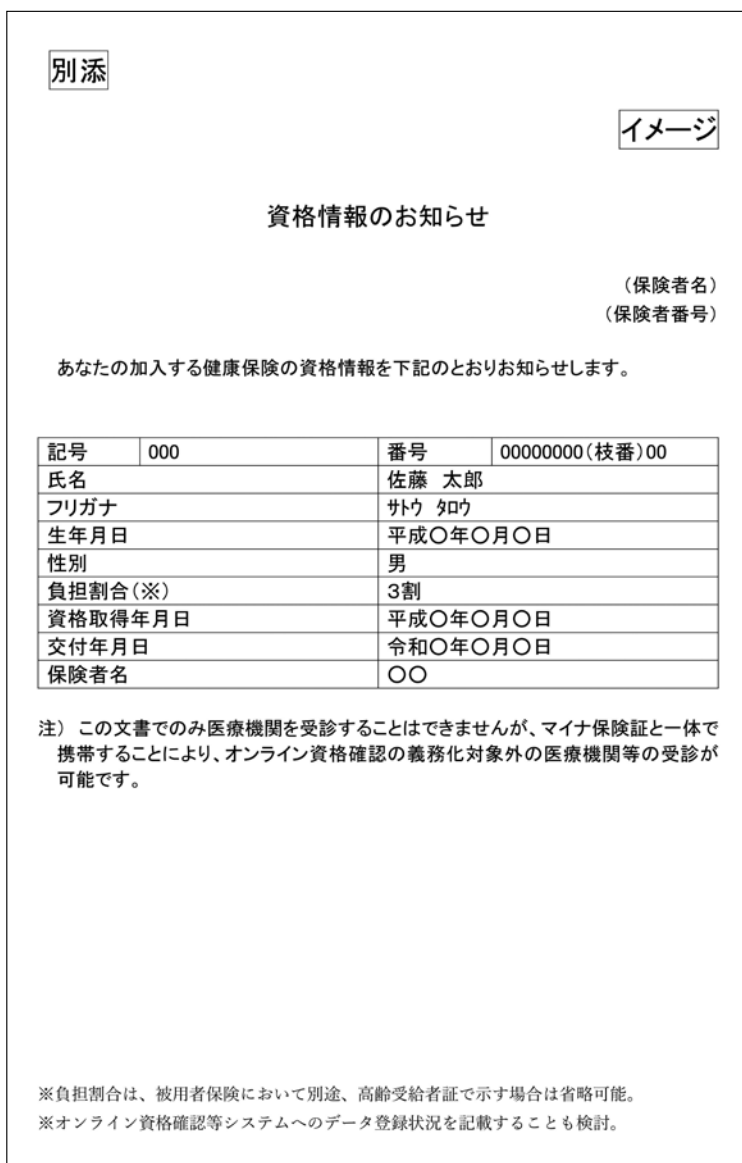 別添
イメージ
資格情報のお知らせ
（保険者名）
（保険者番号）
あなたの加入する健康保険の資格情報を下記のとおりお知らせします。
記号 000 番号 00000000（枝番）00
氏名 佐藤　太郎
フリガナ ｻﾄｳ ﾀﾛｳ
生年月日 平成〇年〇月〇日
性別 男
負担割合（※） 3割
資格取得年月日 平成〇年〇月〇日
交付年月日 令和〇年〇月〇日
保険者名 〇〇
注） この文書でのみ医療機関を受診することはできませんが、マイナ保険証と一体で
携帯することにより、オンライン資格確認の義務化対象外の医療機関等の受診が
可能です。
※負担割合は、被用者保険において別途、高齢受給者証で示す場合は省略可能。
※オンライン資格確認等システムへのデータ登録状況を記載することも検討。